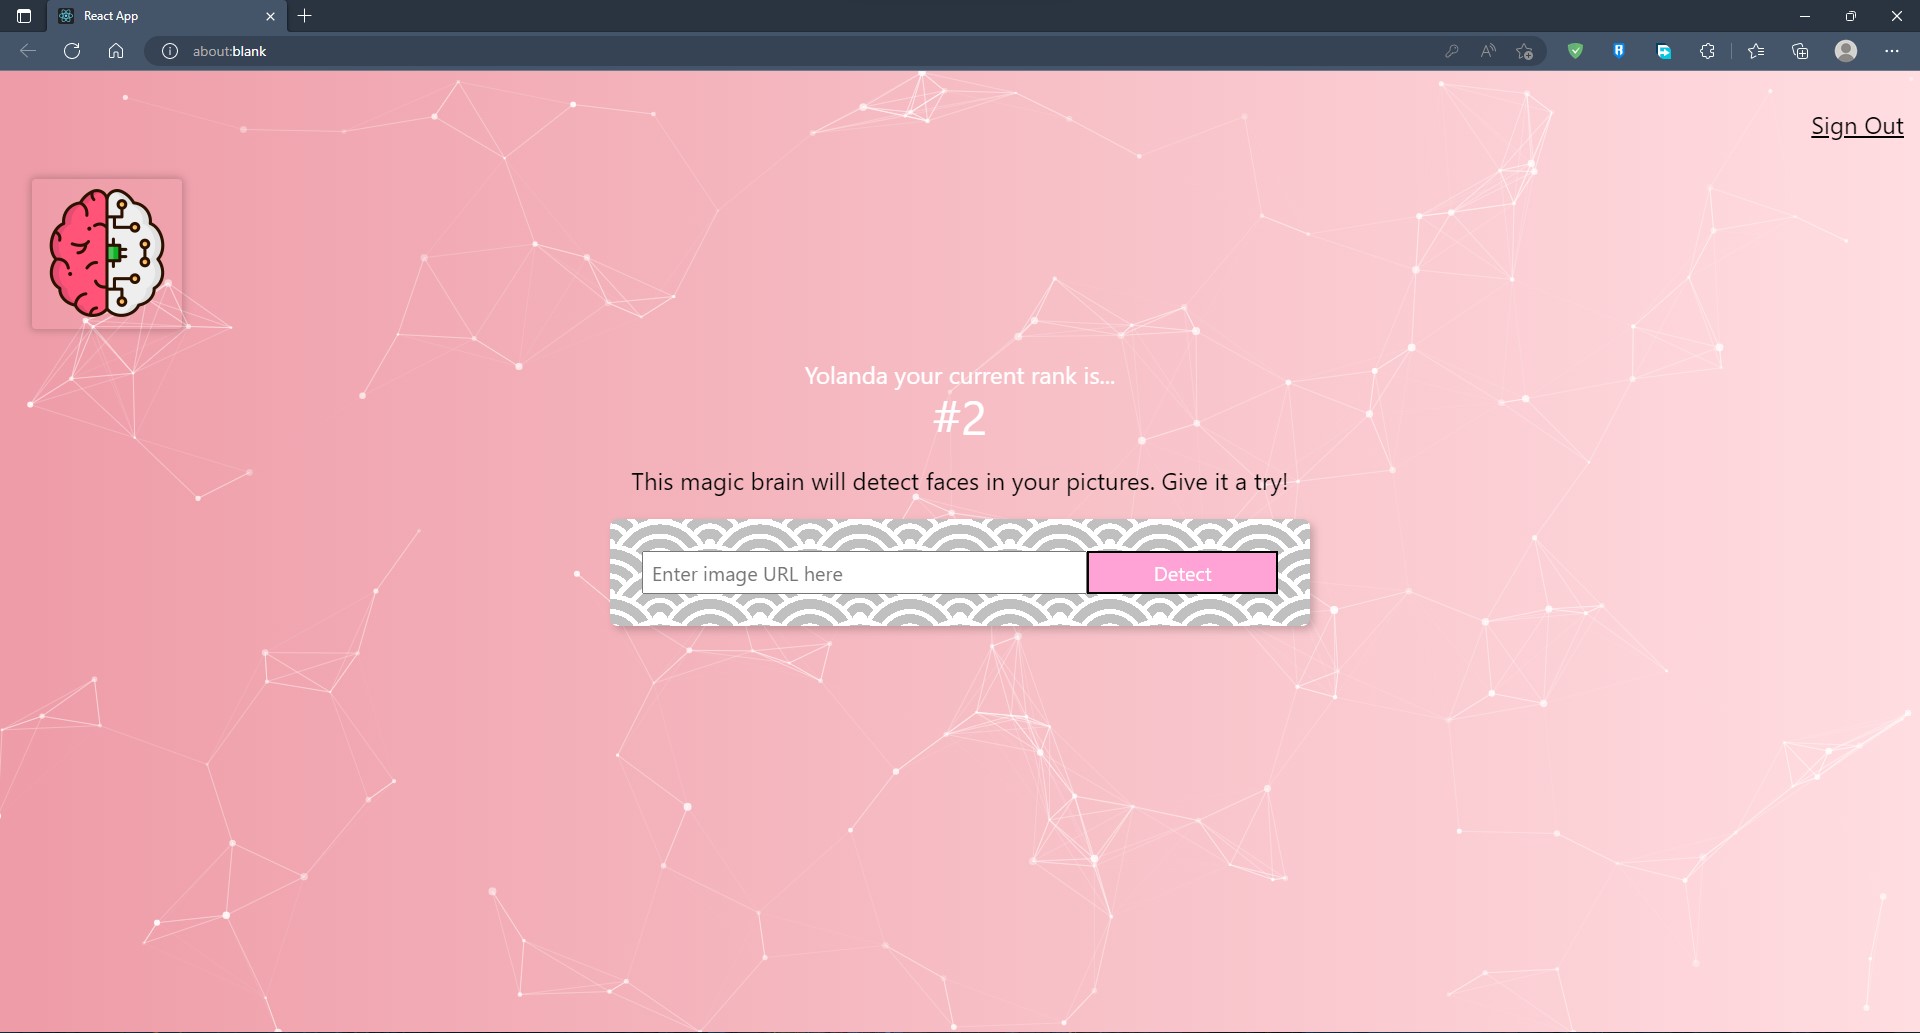 React App
about:blank
Sign Out
Yolanda your current rank is...
#2
This magic brain will detect faces in your pictures. Give it a try!
Enter image URL here
Detect